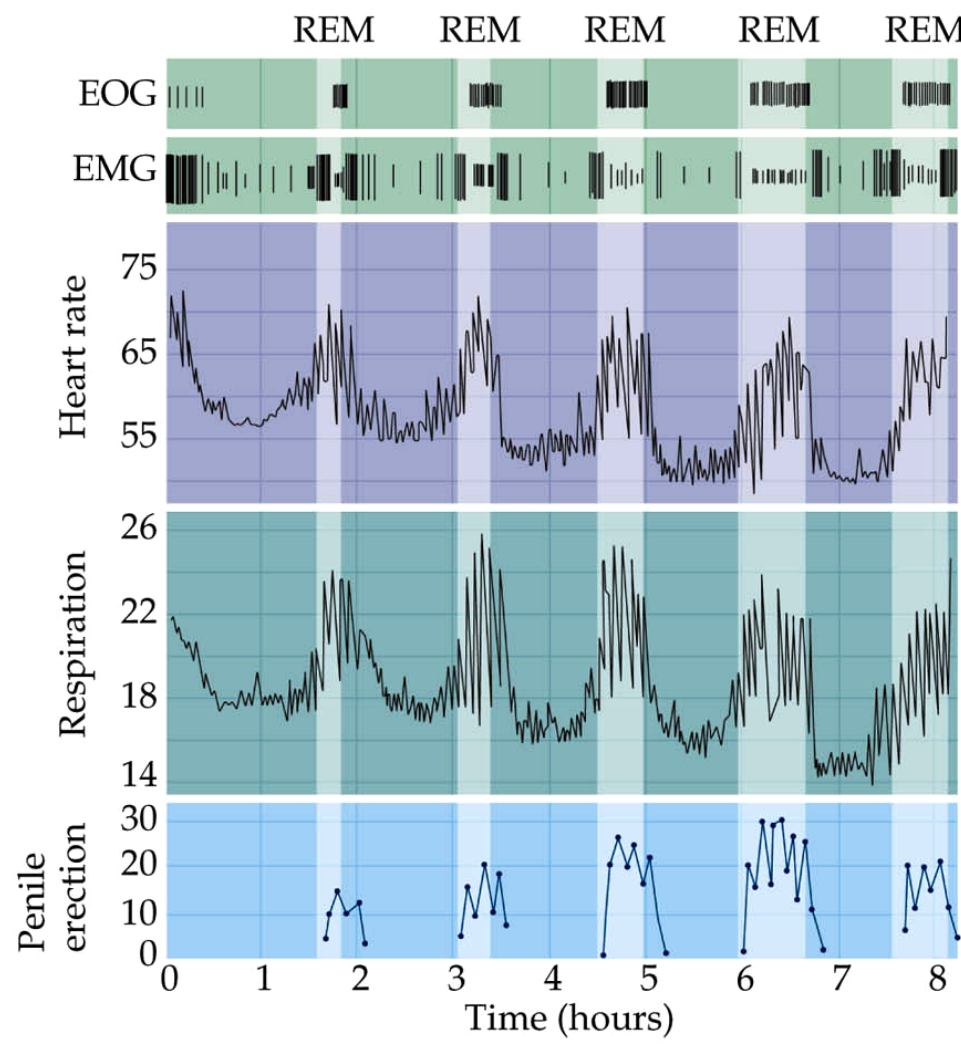 REM REM REM REM REM
EOG
EMG
Heart rate
75
65
55
Respiration
26
22
18
14
Penile
erection
30
20
10
0
0 1 2 3 4 5 6 7 8
Time (hours)